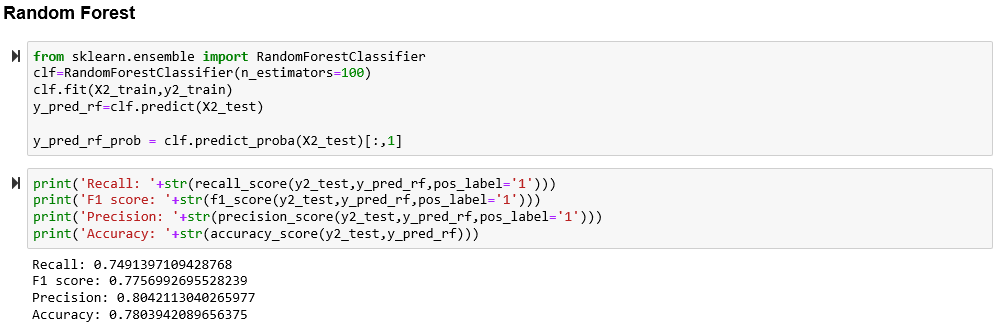 Random Forest
from sklearn.ensemble import RandomForestClassifier
clf=RandomForestClassifier(n_estimators=100)
clf.fit(X2_train,y2_train)
y_pred_rf=clf.predict(X2_test)
y_pred_rf_prob = clf.predict_proba(X2_test)[:,1]
print('Recall: '+str(recall_score(y2_test,y_pred_rf,pos_label='1')))
print('F1 score: '+str(f1_score(y2_test,y_pred_rf,pos_label='1')))
print('Precision: '+str(precision_score(y2_test,y_pred_rf,pos_label='1')))
print('Accuracy: '+str(accuracy_score(y2_test,y_pred_rf)))
Recall: 0.7491397109428768
F1 score: 0.7756992695528239
Precision: 0.8042113040265977
Accuracy: 0.7803942089656375